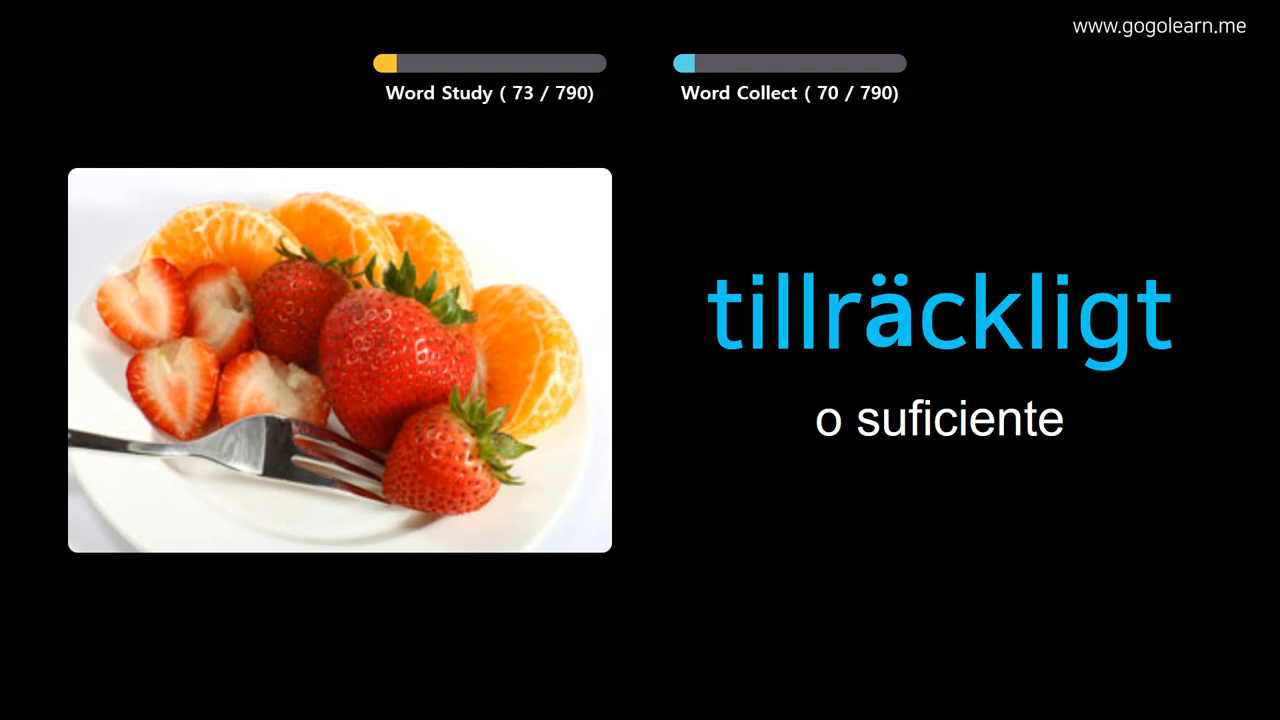 www.gogolearn.me
Word Study ( 73 / 790)
Word Collect ( 70 / 790)
tillräckligt
o suficiente